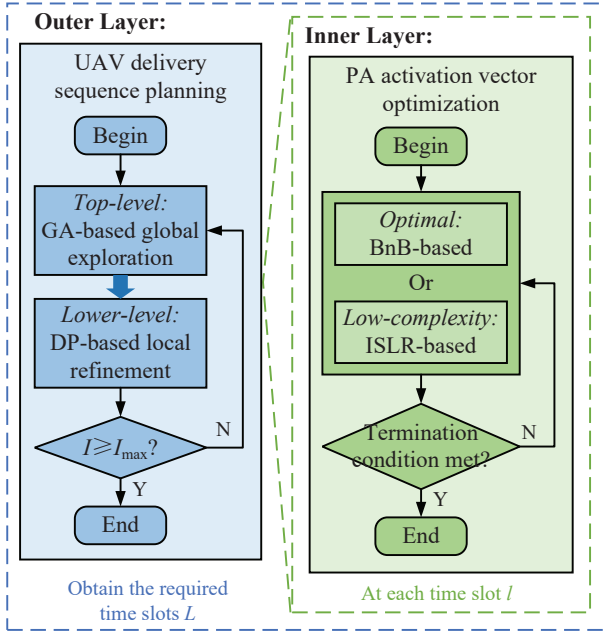 Outer Layer:
UAV delivery
sequence planning
Begin
Top-level:
GA-based global
exploration
Lower-level:
DP-based local
refinement
I≥I_max?
N
Y
End
Obtain the required
time slots L
Inner Layer:
PA activation vector
optimization
Begin
Optimal:
BnB-based
Or
Low-complexity:
ISLR-based
Termination
condition met?
N
Y
End
At each time slot l